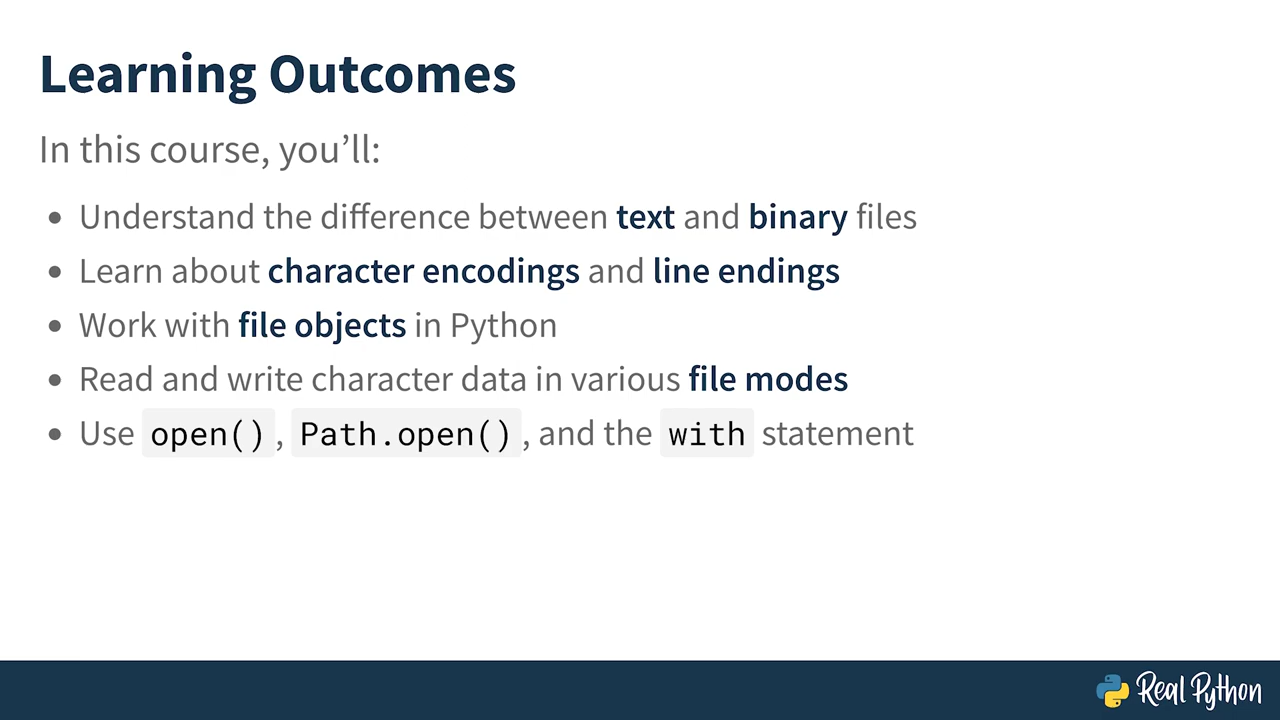 Learning Outcomes
In this course, you’ll:
• Understand the difference between text and binary files
• Learn about character encodings and line endings
• Work with file objects in Python
• Read and write character data in various file modes
• Use open(), Path.open(), and the with statement
Real Python